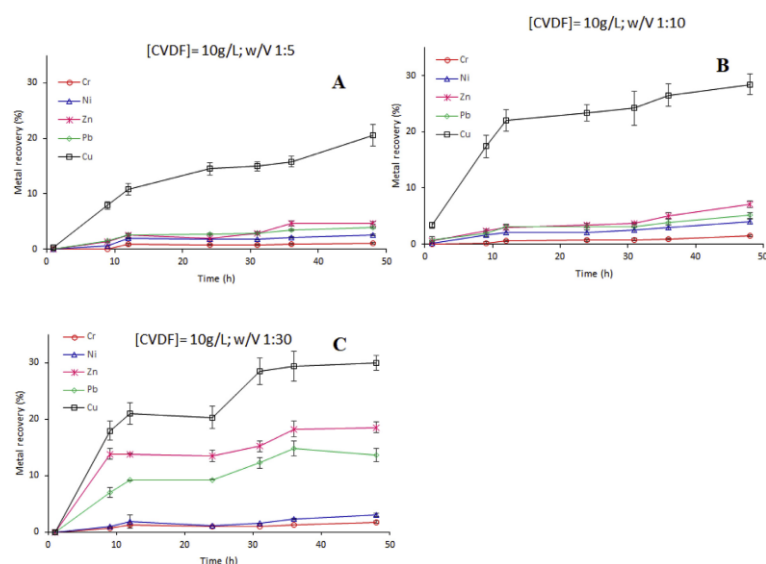 [CVDF]= 10g/L; w/V 1:5
A
Metal recovery (%)
30
20
10
0
Cr
Ni
Zn
Pb
Cu
0 10 20 30 40 50
Time (h)
[CVDF]= 10g/L; w/V 1:10
B
Metal recovery (%)
30
20
10
0
Cr
Ni
Zn
Pb
Cu
0 10 20 30 40 50
Time (h)
[CVDF]= 10g/L; w/V 1:30
C
Metal recovery (%)
30
20
10
0
Cr
Ni
Zn
Pb
Cu
0 10 20 30 40 50
Time (h)